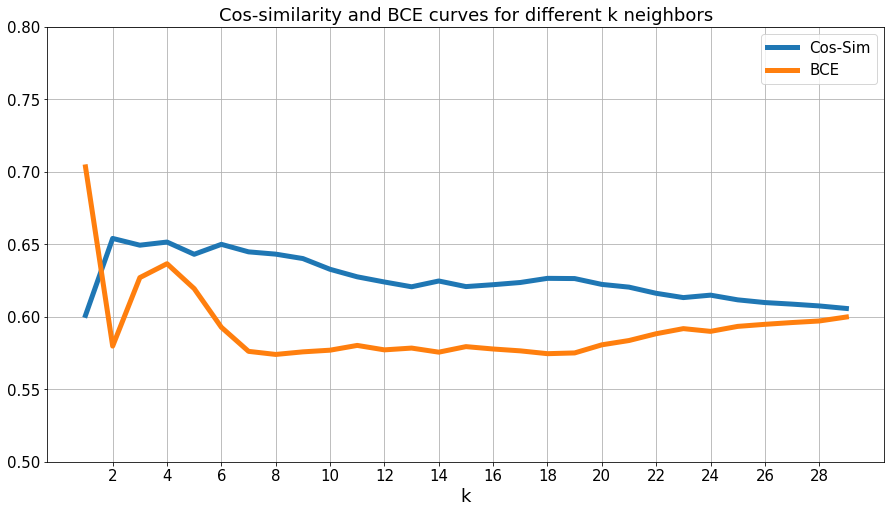 Cos-similarity and BCE curves for different k neighbors
0.80
0.75
0.70
0.65
0.60
0.55
0.50
Cos-Sim
BCE
2 4 6 8 10 12 14 16 18 20 22 24 26 28
k